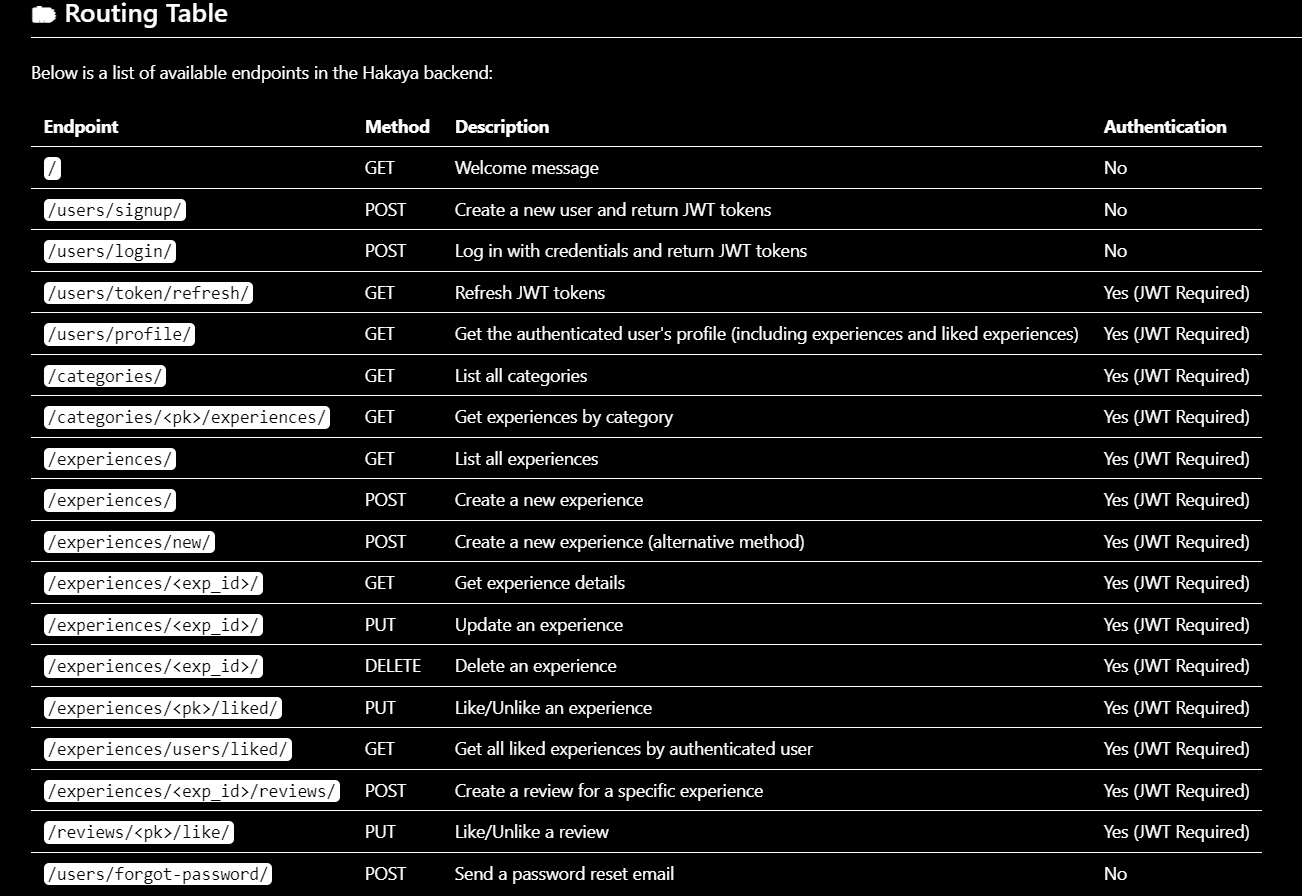 Routing Table
Below is a list of available endpoints in the Hakaya backend:
Endpoint Method Description Authentication
/ GET Welcome message No
/users/signup/ POST Create a new user and return JWT tokens No
/users/login/ POST Log in with credentials and return JWT tokens No
/users/token/refresh/ GET Refresh JWT tokens Yes (JWT Required)
/users/profile/ GET Get the authenticated user's profile (including experiences and liked experiences) Yes (JWT Required)
/categories/ GET List all categories Yes (JWT Required)
/categories/<pk>/experiences/ GET Get experiences by category Yes (JWT Required)
/experiences/ GET List all experiences Yes (JWT Required)
/experiences/ POST Create a new experience Yes (JWT Required)
/experiences/new/ POST Create a new experience (alternative method) Yes (JWT Required)
/experiences/<exp_id>/ GET Get experience details Yes (JWT Required)
/experiences/<exp_id>/ PUT Update an experience Yes (JWT Required)
/experiences/<exp_id>/ DELETE Delete an experience Yes (JWT Required)
/experiences/<pk>/liked/ PUT Like/Unlike an experience Yes (JWT Required)
/experiences/users/liked/ GET Get all liked experiences by authenticated user Yes (JWT Required)
/experiences/<exp_id>/reviews/ POST Create a review for a specific experience Yes (JWT Required)
/reviews/<pk>/like/ PUT Like/Unlike a review Yes (JWT Required)
/users/forgot-password/ POST Send a password reset email No